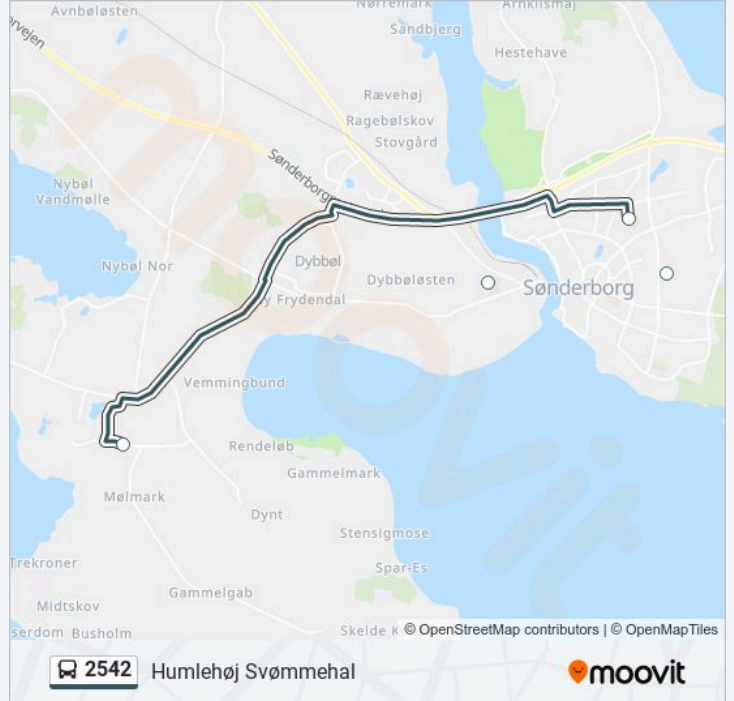 Avnbøløsten
Nørremark
Arnkilsmaj
Sandbjerg
ervejen
Hestehave
Rævehøj
Ragebølskov
Stovgård
Sønderborg
Nybøl
Vandmølle
Nybøl Nor
Dybbøl
Dybbøløsten
Sønderborg
y Frydendal
Vemmingbund
Rendeløb
Gammelmark
Mølmark
Dynt
Stensigmose
Trekroner
Spar-Es
Gammelgab
Midtskov
serdom Busholm
Skelde K
© OpenStreetMap contributors | © OpenMapTiles
moovit
2542 Humlehøj Svømmehal
moovit